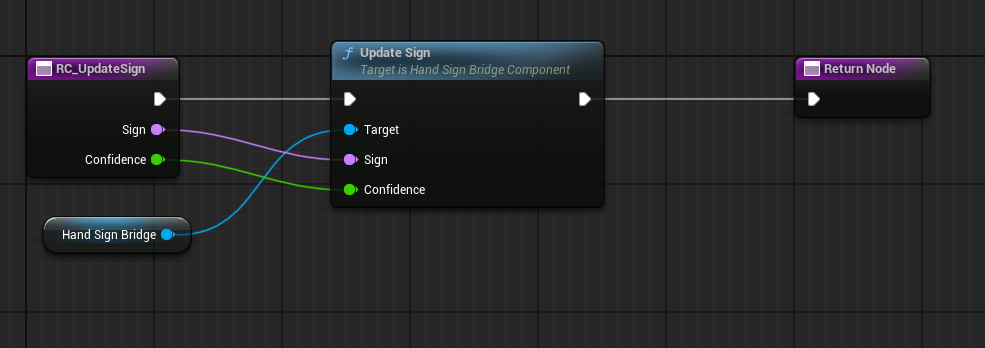 RC_UpdateSign
Sign
Confidence
Hand Sign Bridge
f Update Sign
Target is Hand Sign Bridge Component
Target
Sign
Confidence
Return Node